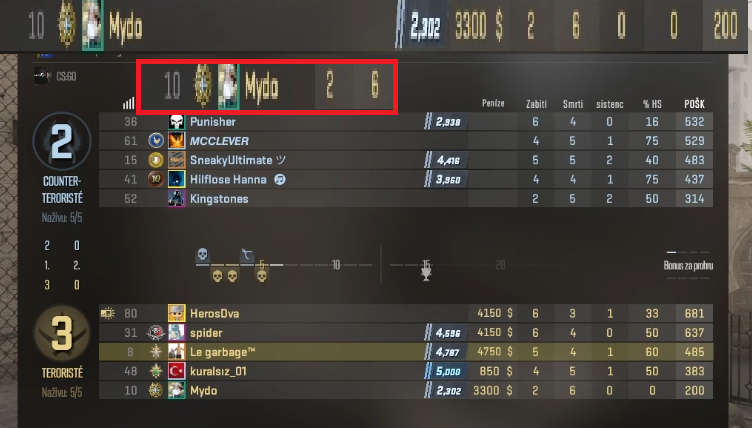 10 Mydo 2,302 3300 $ 2 6 0 0 200
CS:GO
10 Mydo 2 6
Peníze Zabití Smrti sistenc % HS POŠK
36 Punisher 2,938 6 4 0 16 532
61 MCCLEVER 4 5 1 75 529
15 SneakyUltimate ツ 4,416 5 5 2 40 483
41 10 Hilflose Hanna 3,960 4 4 1 75 437
52 Kingstones 2 5 2 50 314
2
COUNTER-
TERORISTÉ
Naživu: 5/5
2 0
1. 2.
3 0
5 10 15 20
Bonus za prohru
3
TERORISTÉ
Naživu: 5/5
80 HerosDva 4150 $ 6 3 1 33 681
31 spider 4,596 4150 $ 6 4 0 50 637
8 Le garbage™ 4,787 4750 $ 5 4 1 60 485
48 kuralsız_01 5,000 850 $ 4 5 1 50 383
10 Mydo 2,302 3300 $ 2 6 0 0 200